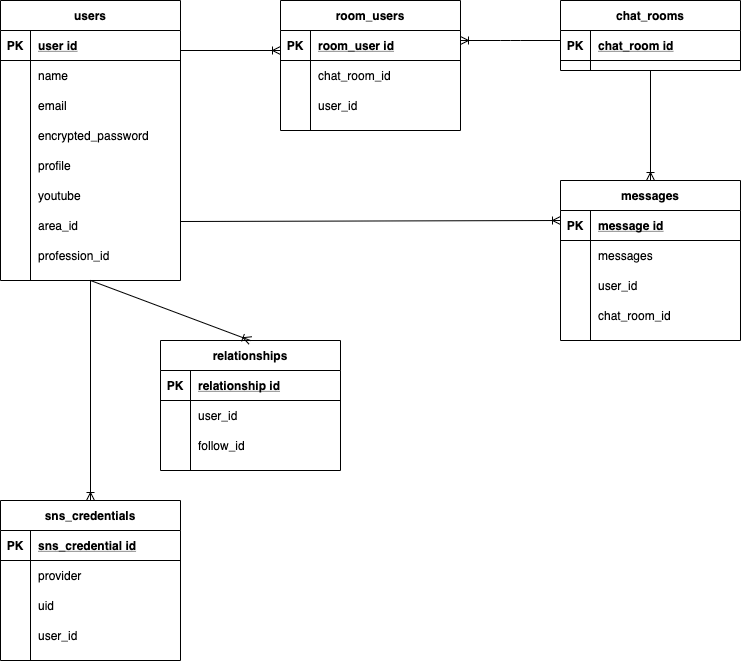 users
PK user id
name
email
encrypted_password
profile
youtube
area_id
profession_id
room_users
PK room_user id
chat_room_id
user_id
chat_rooms
PK chat_room id
messages
PK message id
messages
user_id
chat_room_id
relationships
PK relationship id
user_id
follow_id
sns_credentials
PK sns_credential id
provider
uid
user_id